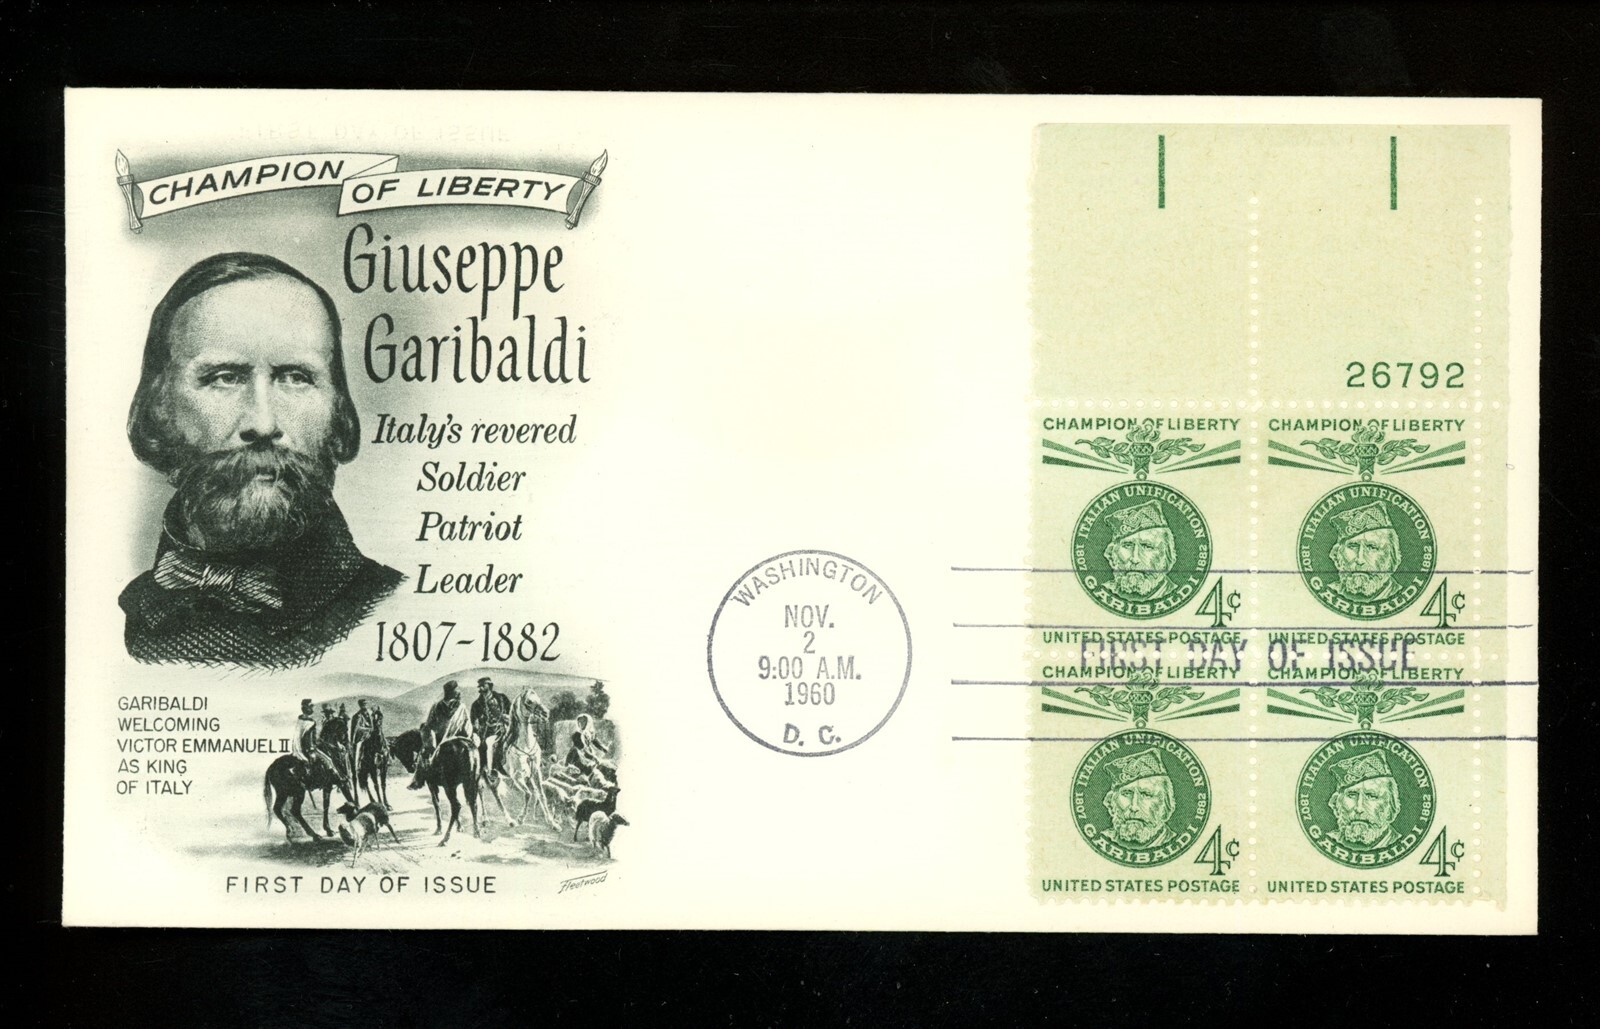 CHAMPION OF LIBERTY
Giuseppe
Garibaldi
Italy's revered
Soldier
Patriot
Leader
1807-1882
GARIBALDI
WELCOMING
VICTOR EMMANUEL II
AS KING
OF ITALY
FIRST DAY OF ISSUE
Fleetwood
WASHINGTON
NOV.
2
9:00 A.M.
1960
D. C.
26792
CHAMPION OF LIBERTY
ITALIAN UNIFICATION
1807 GARIBALDI 1882
4¢
UNITED STATES POSTAGE
CHAMPION OF LIBERTY
ITALIAN UNIFICATION
1807 GARIBALDI 1882
4¢
UNITED STATES POSTAGE
FIRST DAY OF ISSUE
CHAMPION OF LIBERTY
ITALIAN UNIFICATION
1807 GARIBALDI 1882
4¢
UNITED STATES POSTAGE
CHAMPION OF LIBERTY
ITALIAN UNIFICATION
1807 GARIBALDI 1882
4¢
UNITED STATES POSTAGE